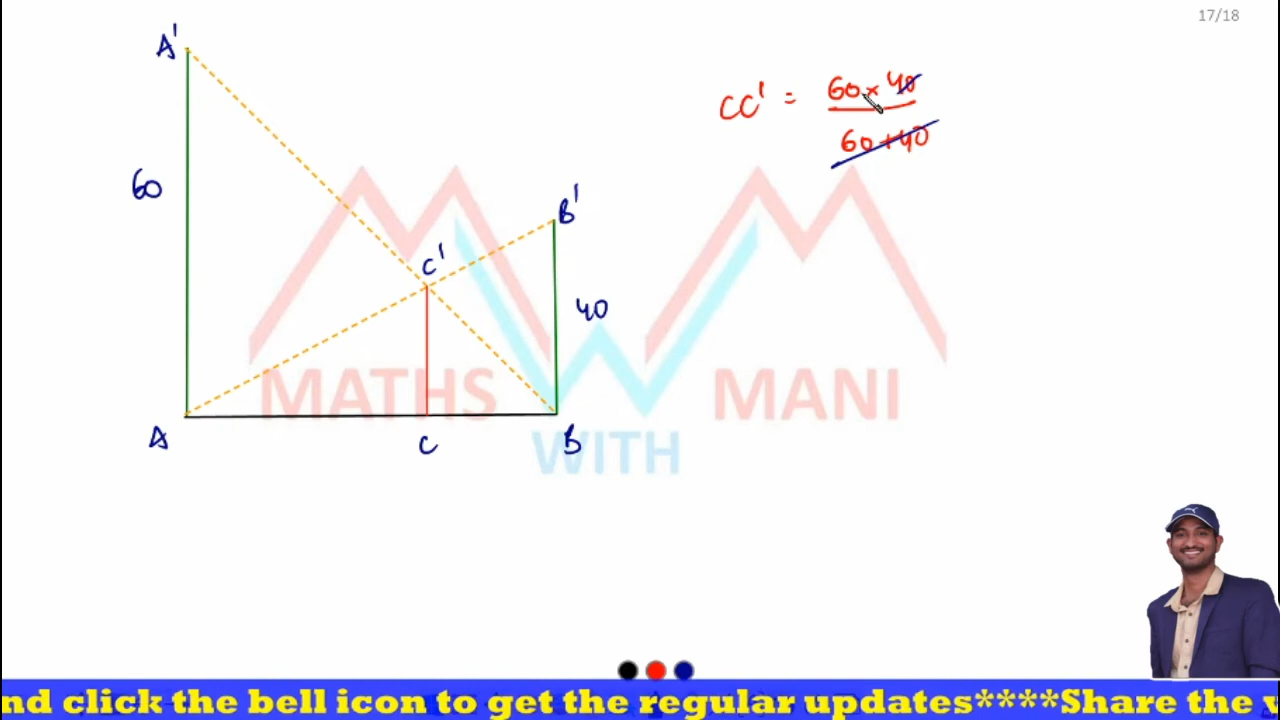 17/18
A'
CC' = 60 × 40
60 + 40
60
B'
C'
40
MATHS MANI
WITH
A
C
B
nd click the bell icon to get the regular updates****Share the v